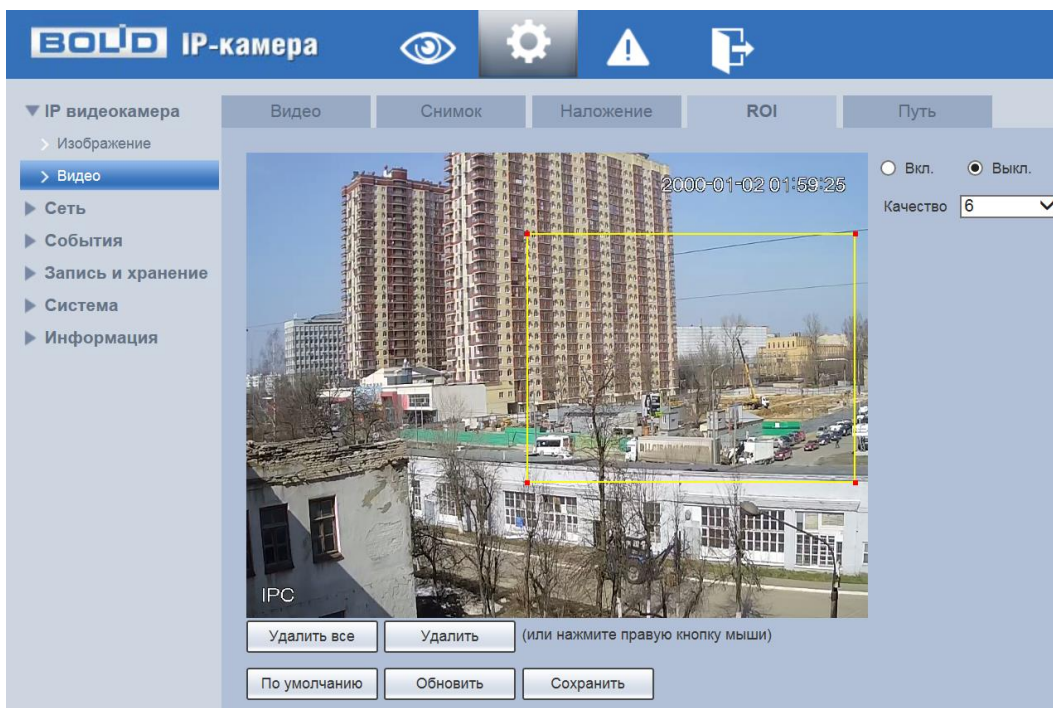 BOLID IP-камера
IP видеокамера
Изображение
Видео
Сеть
События
Запись и хранение
Система
Информация
Видео
Снимок
Наложение
ROI
Путь
2000-01-02 01:59:25
IPC
Вкл.
Выкл.
Качество 6
Удалить все
Удалить
(или нажмите правую кнопку мыши)
По умолчанию
Обновить
Сохранить